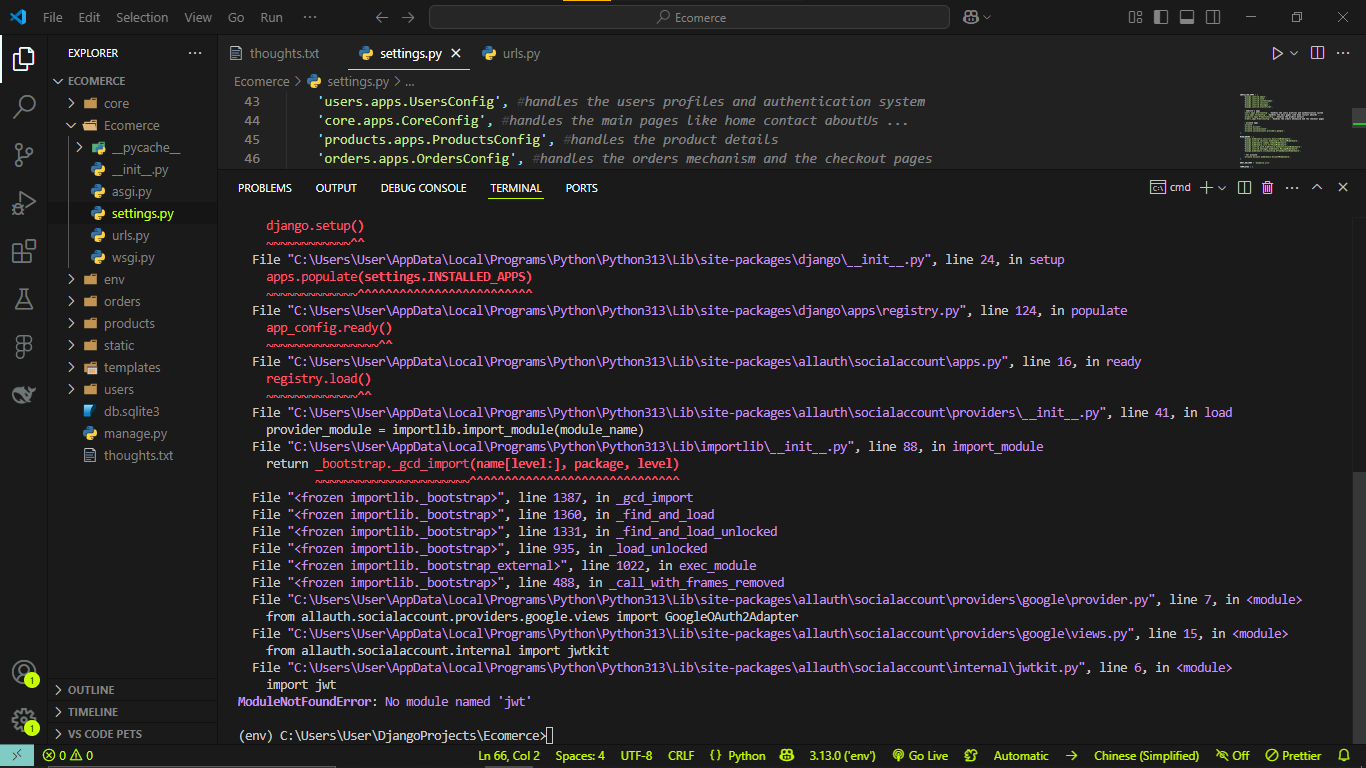 File Edit Selection View Go Run ··· Ecomerce
EXPLORER ···
ECOMERCE
core
Ecomerce
__pycache__
__init__.py
asgi.py
settings.py
urls.py
wsgi.py
env
orders
products
static
templates
users
db.sqlite3
manage.py
thoughts.txt
OUTLINE
TIMELINE
VS CODE PETS
1
1
thoughts.txt settings.py urls.py
Ecomerce > settings.py > ...
43 'users.apps.UsersConfig', #handles the users profiles and authentication system
44 'core.apps.CoreConfig', #handles the main pages like home contact aboutUs ...
45 'products.apps.ProductsConfig', #handles the product details
46 'orders.apps.OrdersConfig', #handles the orders mechanism and the checkout pages
PROBLEMS OUTPUT DEBUG CONSOLE TERMINAL PORTS cmd
django.setup()
~~~~~~~~~~~~^^
File "C:\Users\User\AppData\Local\Programs\Python\Python313\Lib\site-packages\django\__init__.py", line 24, in setup
apps.populate(settings.INSTALLED_APPS)
~~~~~~~~~~~~~^^^^^^^^^^^^^^^^^^^^^^^^^
File "C:\Users\User\AppData\Local\Programs\Python\Python313\Lib\site-packages\django\apps\registry.py", line 124, in populate
app_config.ready()
~~~~~~~~~~~~~~~~^^
File "C:\Users\User\AppData\Local\Programs\Python\Python313\Lib\site-packages\allauth\socialaccount\apps.py", line 16, in ready
registry.load()
~~~~~~~~~~~~~^^
File "C:\Users\User\AppData\Local\Programs\Python\Python313\Lib\site-packages\allauth\socialaccount\providers\__init__.py", line 41, in load
provider_module = importlib.import_module(module_name)
File "C:\Users\User\AppData\Local\Programs\Python\Python313\Lib\importlib\__init__.py", line 88, in import_module
return _bootstrap._gcd_import(name[level:], package, level)
~~~~~~~~~~~~~~~~~~~~~~^^^^^^^^^^^^^^^^^^^^^^^^^^^^^^
File "<frozen importlib._bootstrap>", line 1387, in _gcd_import
File "<frozen importlib._bootstrap>", line 1360, in _find_and_load
File "<frozen importlib._bootstrap>", line 1331, in _find_and_load_unlocked
File "<frozen importlib._bootstrap>", line 935, in _load_unlocked
File "<frozen importlib._bootstrap_external>", line 1022, in exec_module
File "<frozen importlib._bootstrap>", line 488, in _call_with_frames_removed
File "C:\Users\User\AppData\Local\Programs\Python\Python313\Lib\site-packages\allauth\socialaccount\providers\google\provider.py", line 7, in <module>
from allauth.socialaccount.providers.google.views import GoogleOAuth2Adapter
File "C:\Users\User\AppData\Local\Programs\Python\Python313\Lib\site-packages\allauth\socialaccount\providers\google\views.py", line 15, in <module>
from allauth.socialaccount.internal import jwtkit
File "C:\Users\User\AppData\Local\Programs\Python\Python313\Lib\site-packages\allauth\socialaccount\internal\jwtkit.py", line 6, in <module>
import jwt
ModuleNotFoundError: No module named 'jwt'
(env) C:\Users\User\DjangoProjects\Ecomerce>
0 0 Ln 66, Col 2 Spaces: 4 UTF-8 CRLF {} Python 3.13.0 ('env') Go Live Automatic → Chinese (Simplified) Off Prettier